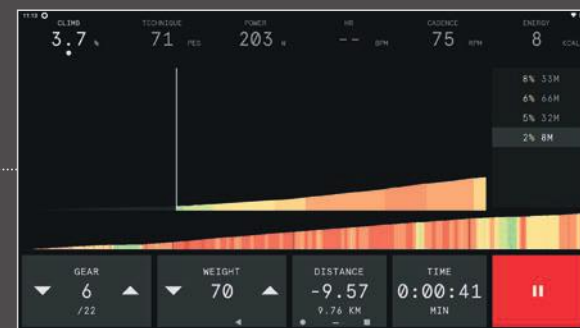 11:13
CLIMB TECHNIQUE POWER HR CADENCE ENERGY
3.7 % 71 PES 203 W -- BPM 75 RPM 8 KCAL
8% 33M
6% 66M
5% 32M
2% 8M
GEAR WEIGHT DISTANCE TIME
6 70 -9.57 0:00:41
/22 9.76 KM MIN